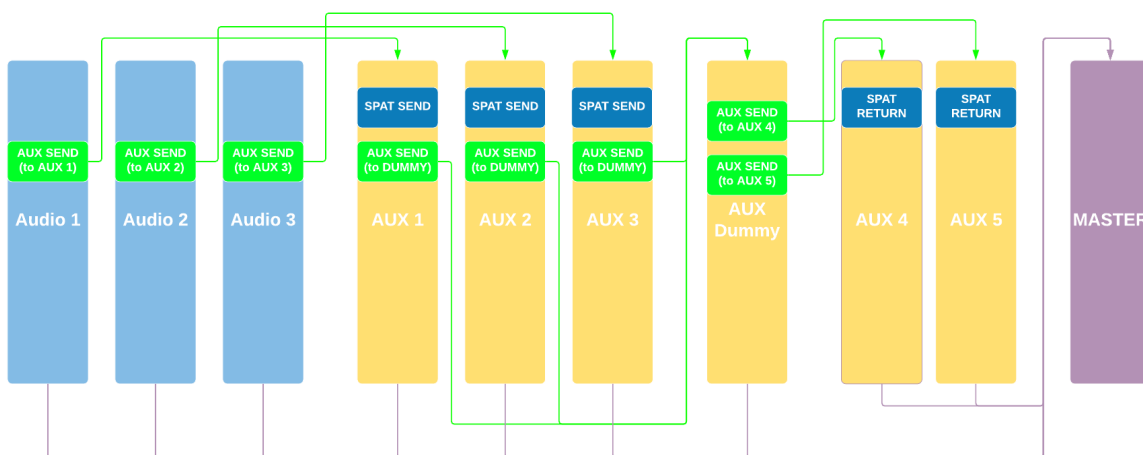 AUX SEND
(to AUX 1)
Audio 1
AUX SEND
(to AUX 2)
Audio 2
AUX SEND
(to AUX 3)
Audio 3
SPAT SEND
AUX SEND
(to DUMMY)
AUX 1
SPAT SEND
AUX SEND
(to DUMMY)
AUX 2
SPAT SEND
AUX SEND
(to DUMMY)
AUX 3
AUX SEND
(to AUX 4)
AUX SEND
(to AUX 5)
AUX
Dummy
SPAT
RETURN
AUX 4
SPAT
RETURN
AUX 5
MASTER